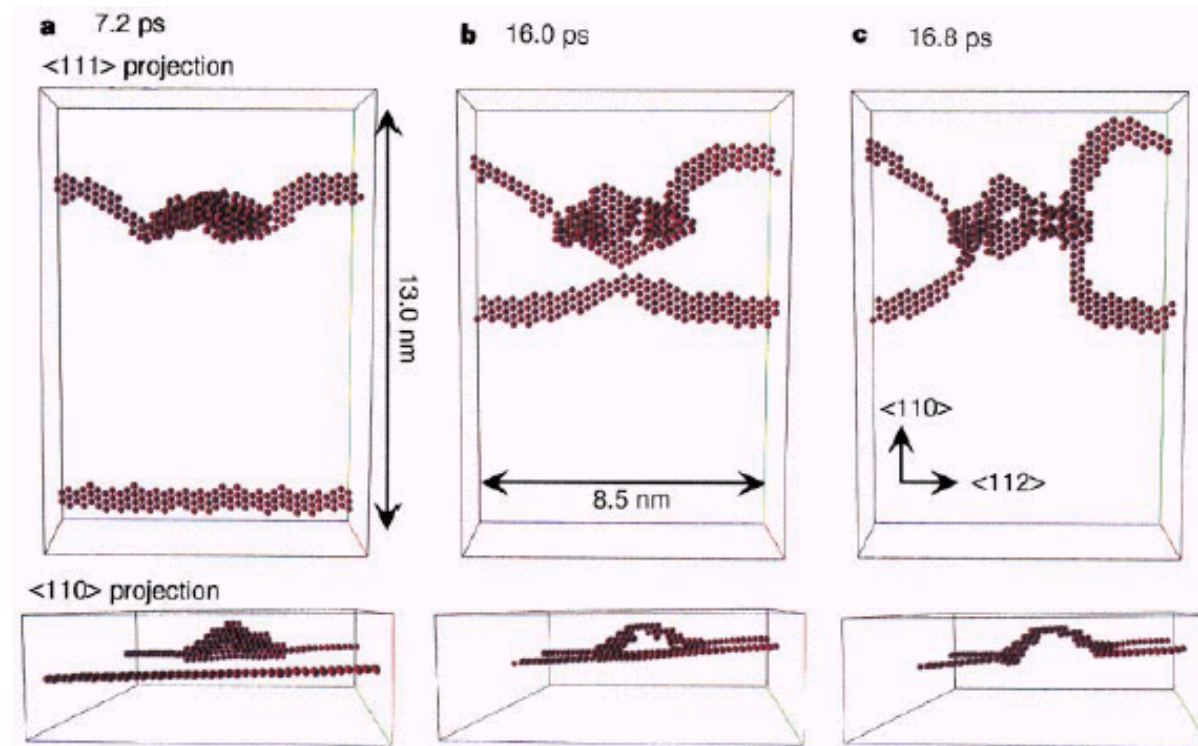 a 7.2 ps
<111> projection
13.0 nm
b 16.0 ps
8.5 nm
c 16.8 ps
<110>
<112>
<110> projection